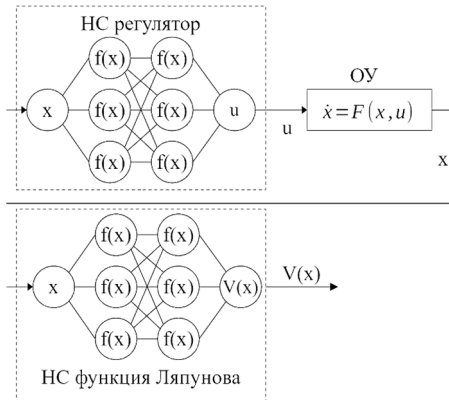 НС регулятор
f(x) f(x)
x f(x) f(x) u
f(x) f(x)
u
ОУ
ẋ=F(x,u)
x
f(x) f(x)
x f(x) f(x) V(x)
f(x) f(x)
V(x)
НС функция Ляпунова